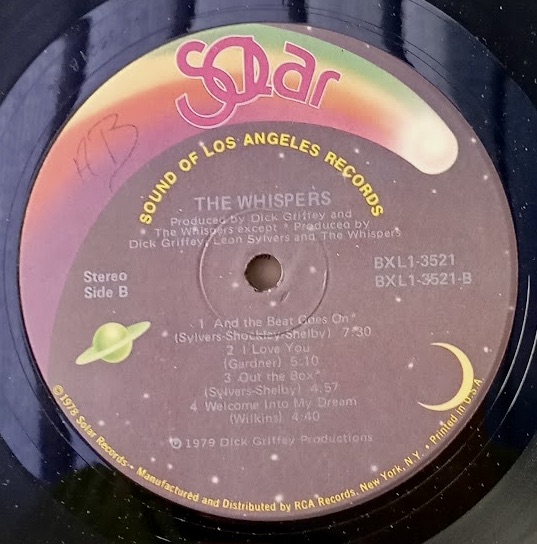 Solar
SOUND OF LOS ANGELES RECORDS
AB
THE WHISPERS
Produced by Dick Griffey and
The Whispers except * Produced by
Dick Griffey, Leon Sylvers and The Whispers
Stereo
Side B
BXL1-3521
BXL1-3521-B
1 And the Beat Goes On*
(Sylvers-Shockley-Shelby) 7:30
2 I Love You
(Gardner) 5:10
3 Out the Box*
(Sylvers-Shelby) 4:57
4 Welcome Into My Dream
(Wilkins) 4:40
℗ 1979 Dick Griffey Productions
©1978 Solar Records • Manufactured and Distributed by RCA Records, New York, N.Y. • Printed in U.S.A.